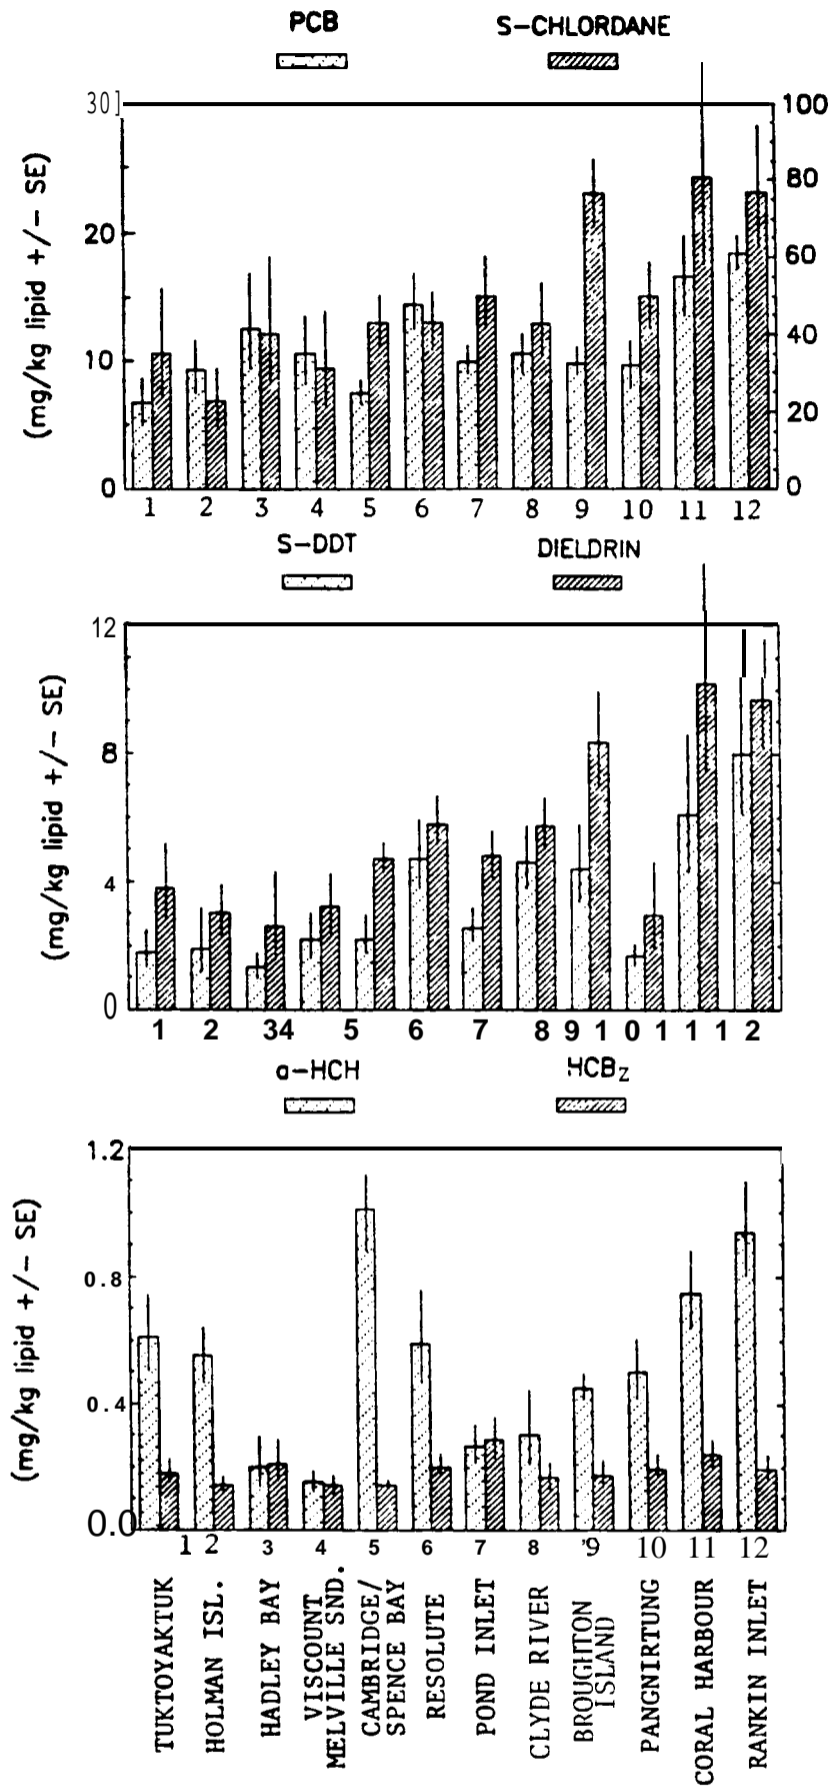 PCB S-CHLORDANE
30] 100
80
20
60
10 40
20
0 0
(mg/kg lipid +/- SE)
1 2 3 4 5 6 7 8 9 10 11 12
S-DDT DIELDRIN
12
8
4
0
(mg/kg lipid +/- SE)
1 2 34 5 6 7 8 9 1 0 1 1 1 2
a-HCH HCBz
1.2
0.8
0.4
0.0
(mg/kg lipid +/- SE)
1 2 3 4 5 6 7 8 '9 10 11 12
TUKTOYAKTUK
HOLMAN ISL.
HADLEY BAY
VISCOUNT
MELVILLE SND.
CAMBRIDGE/
SPENCE BAY
RESOLUTE
POND INLET
CLYDE RIVER
BROUGHTON
ISLAND
PANGNIRTUNG
CORAL HARBOUR
RANKIN INLET